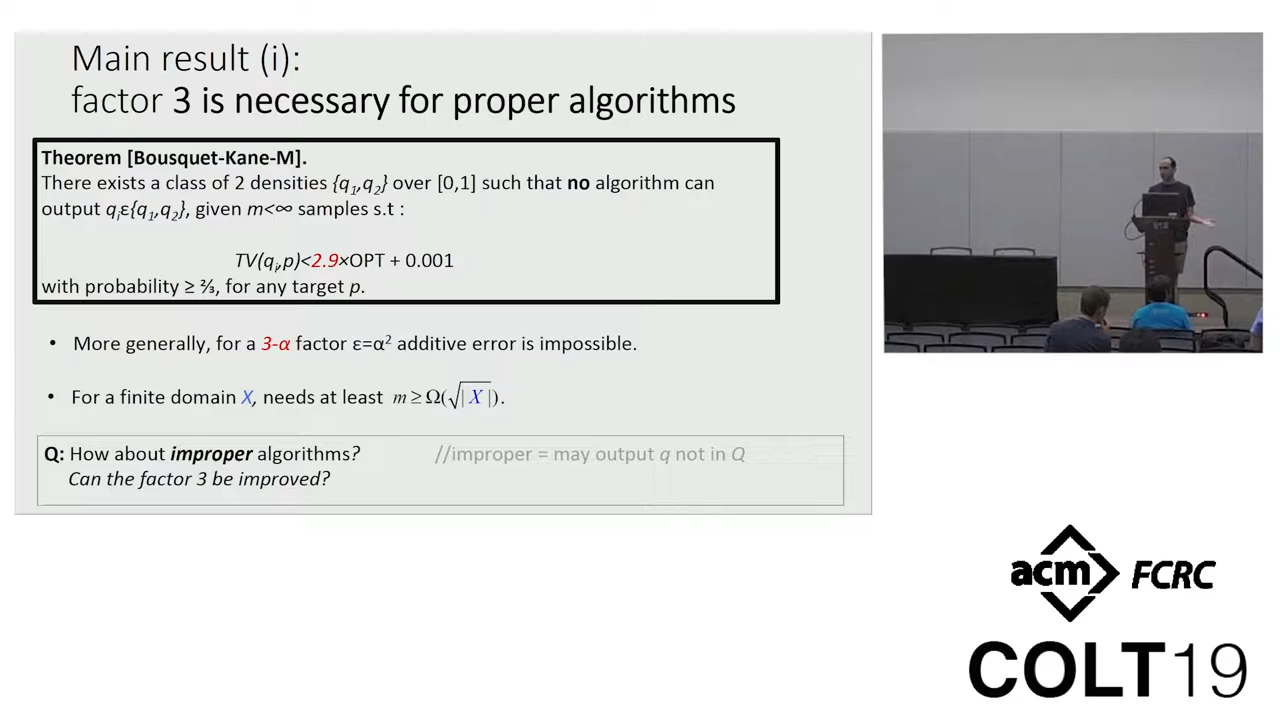 Main result (i):
factor 3 is necessary for proper algorithms
Theorem [Bousquet-Kane-M].
There exists a class of 2 densities {q₁,q₂} over [0,1] such that no algorithm can
output qᵢε{q₁,q₂}, given m<∞ samples s.t :
TV(qᵢ,p)<2.9×OPT + 0.001
with probability ≥ ⅔, for any target p.
• More generally, for a 3-α factor ε=α² additive error is impossible.
• For a finite domain X, needs at least m ≥ Ω(√|X|).
Q: How about improper algorithms? //improper = may output q not in Q
Can the factor 3 be improved?
acm FCRC
COLT19